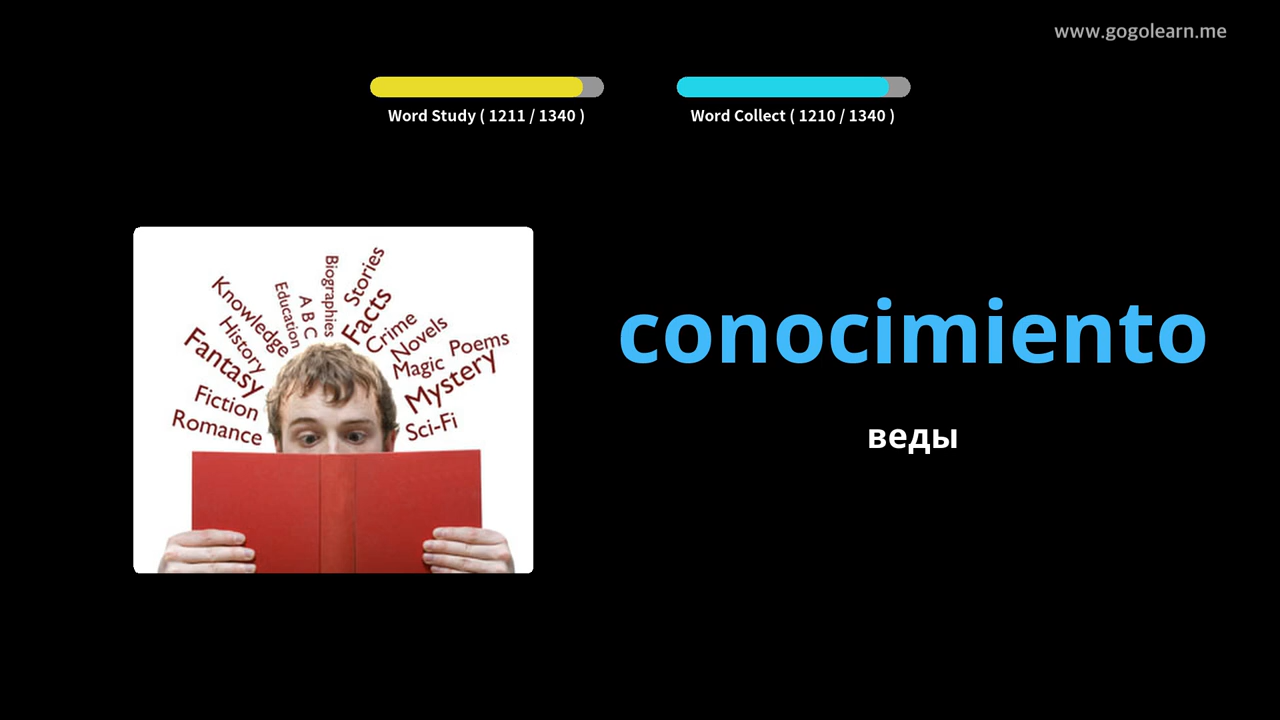 www.gogolearn.me
Word Study ( 1211 / 1340 )
Word Collect ( 1210 / 1340 )
Knowledge
Education
A B C
Biographies
Stories
Facts
Crime
Novels
Poems
Magic
Mystery
Sci-Fi
History
Fantasy
Fiction
Romance
conocimiento
веды